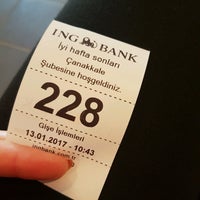 ING BANK
İyi hafta sonları
Çanakkale
Şubesine hoşgeldiniz.
228
Gişe İşlemleri
13.01.2017 - 10:43
ingbank.com.tr